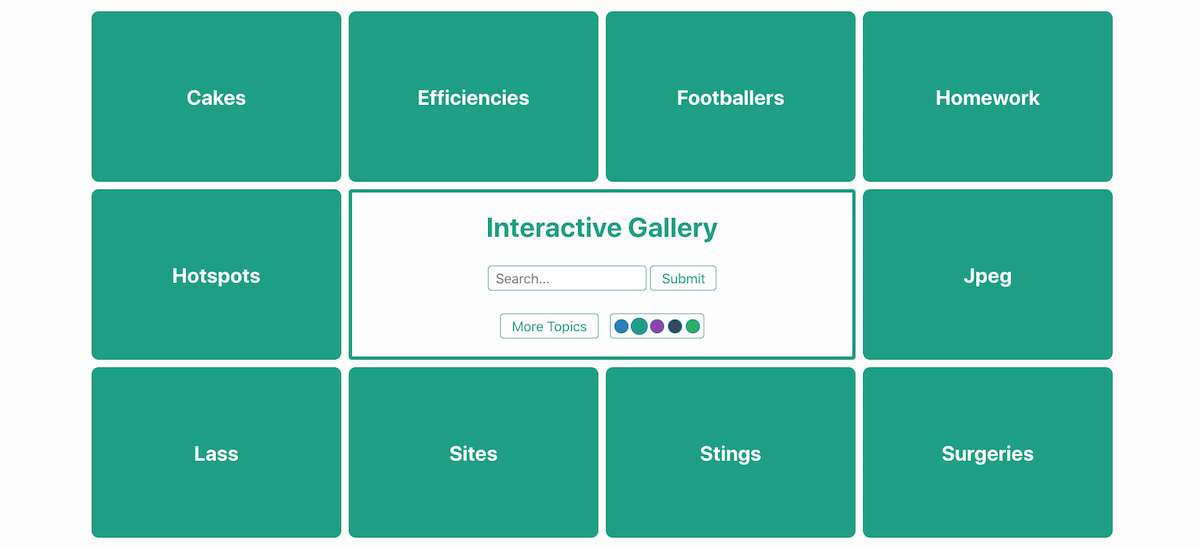 Cakes
Efficiencies
Footballers
Homework
Hotspots
Interactive Gallery
Search...
Submit
More Topics
Jpeg
Lass
Sites
Stings
Surgeries